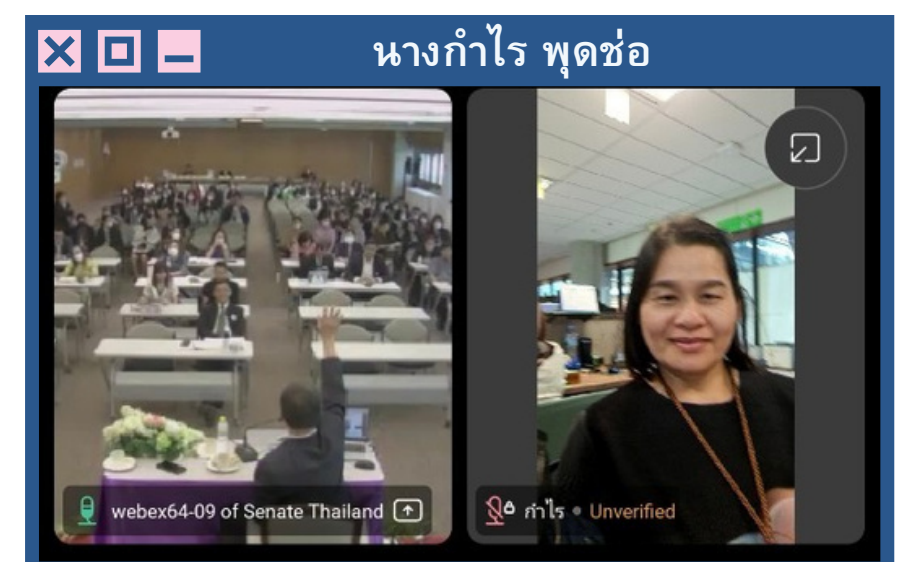 นางกำไร พุดช่อ
webex64-09 of Senate Thailand
กำไร • Unverified